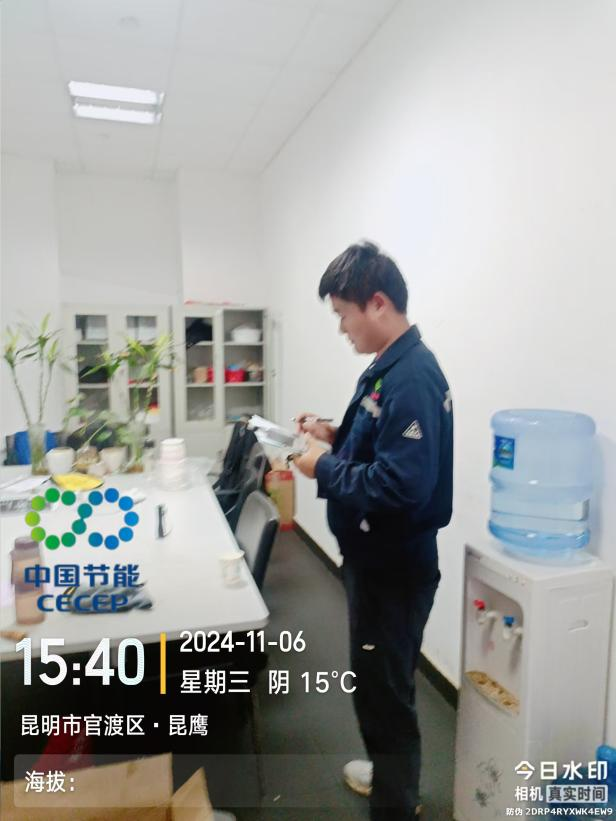 中国节能
CECEP
15:40
2024-11-06
星期三 阴 15°C
昆明市官渡区·昆鹰
海拔:
今日水印
相机 真实时间
防伪 2DRP4RYXWK4EW9